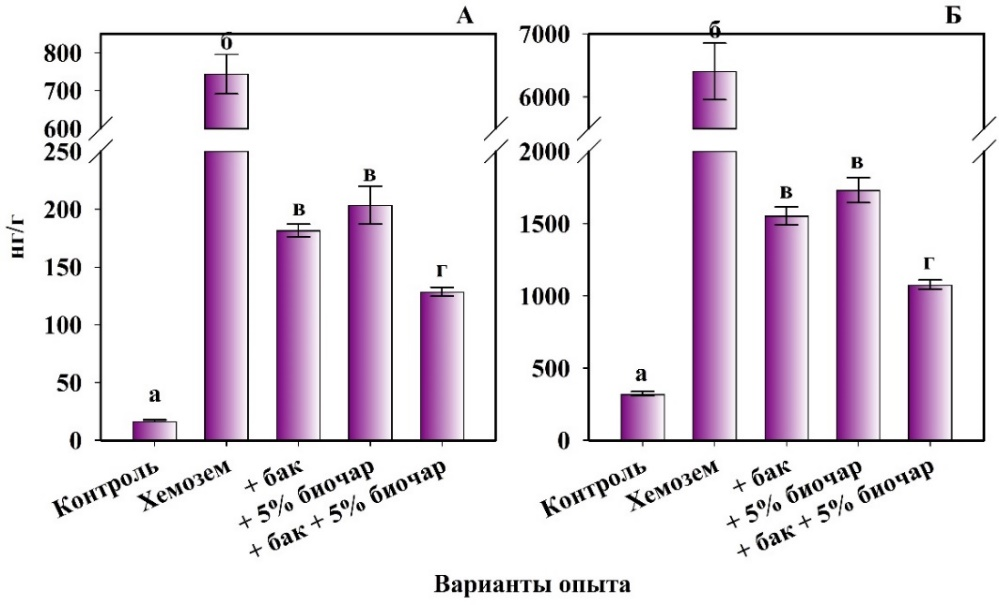 А
800
700
600
250
200
150
100
50
0
нг/г
а
б
в
в
г
Контроль
Хемозем
+ бак
+ 5% биочар
+ бак + 5% биочар
Б
7000
6000
2000
1500
1000
500
0
а
б
в
в
г
Контроль
Хемозем
+ бак
+ 5% биочар
+ бак + 5% биочар
Варианты опыта